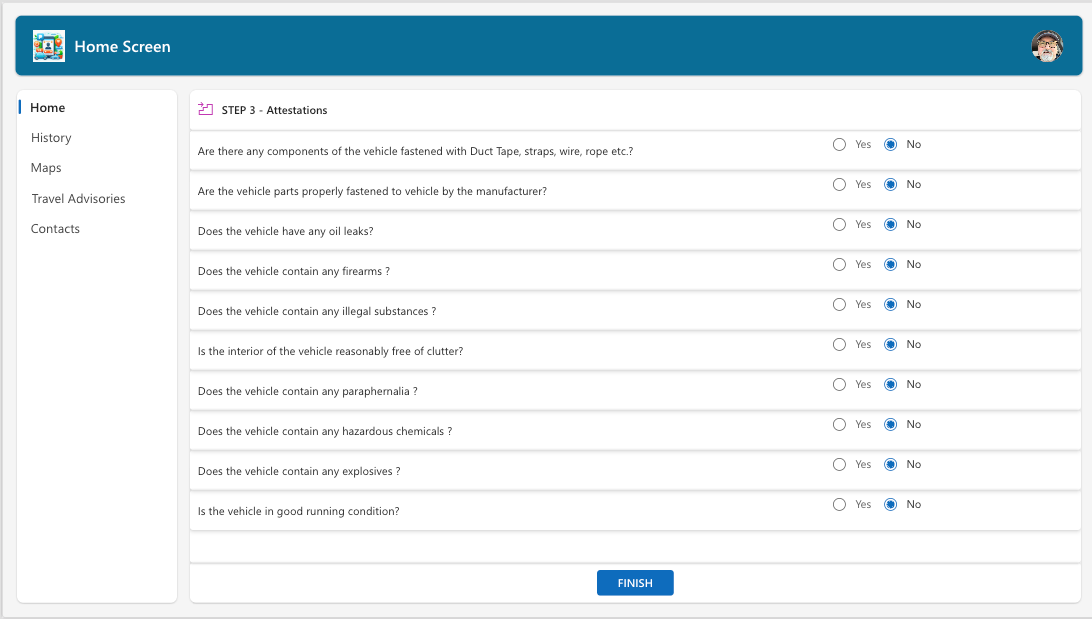 Home Screen
Home
History
Maps
Travel Advisories
Contacts
STEP 3 - Attestations
Are there any components of the vehicle fastened with Duct Tape, straps, wire, rope etc.? Yes No
Are the vehicle parts properly fastened to vehicle by the manufacturer? Yes No
Does the vehicle have any oil leaks? Yes No
Does the vehicle contain any firearms ? Yes No
Does the vehicle contain any illegal substances ? Yes No
Is the interior of the vehicle reasonably free of clutter? Yes No
Does the vehicle contain any paraphernalia ? Yes No
Does the vehicle contain any hazardous chemicals ? Yes No
Does the vehicle contain any explosives ? Yes No
Is the vehicle in good running condition? Yes No
FINISH